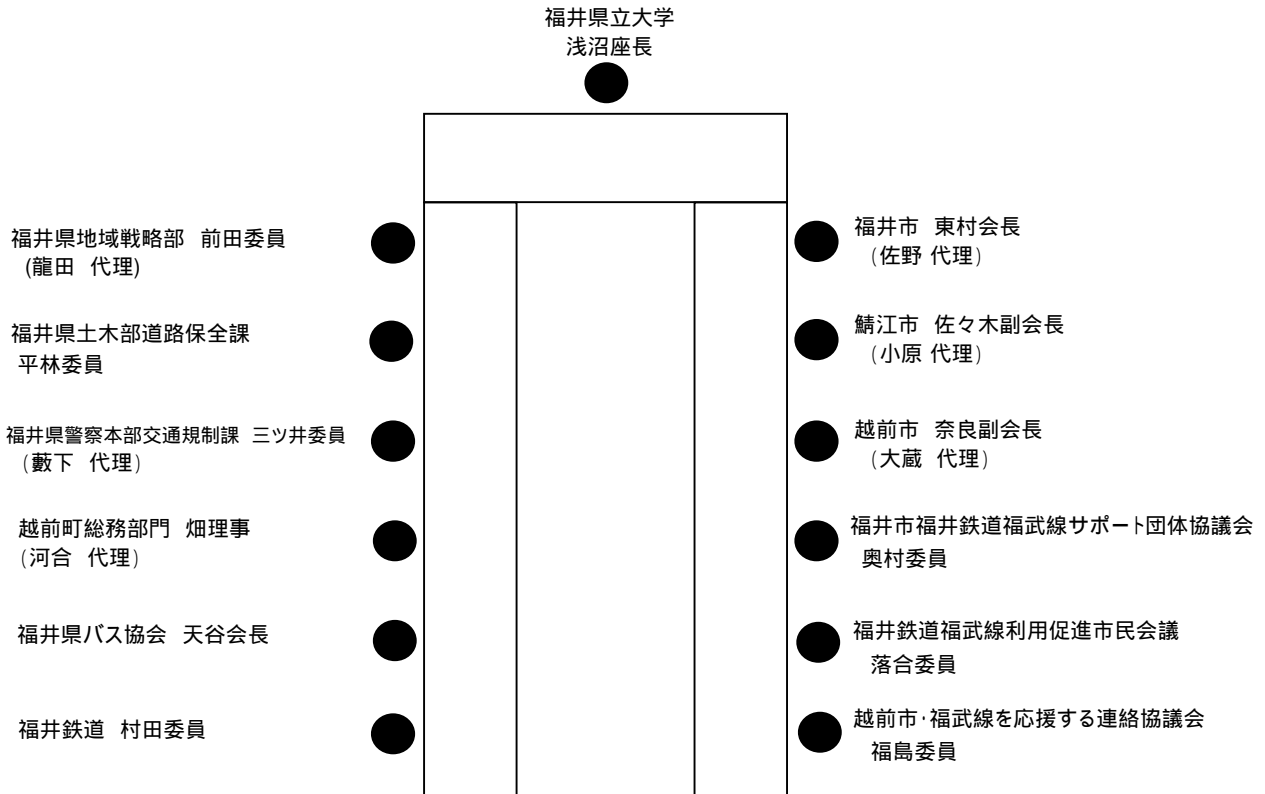 福井県立大学
浅沼座長
福井県地域戦略部 前田委員
(龍田 代理)
福井県土木部道路保全課
平林委員
福井県警察本部交通規制課 三ツ井委員
(藪下 代理)
越前町総務部門 畑理事
(河合 代理)
福井県バス協会 天谷会長
福井鉄道 村田委員
福井市 東村会長
(佐野 代理)
鯖江市 佐々木副会長
(小原 代理)
越前市 奈良副会長
(大蔵 代理)
福井市福井鉄道福武線サポート団体協議会
奥村委員
福井鉄道福武線利用促進市民会議
落合委員
越前市・福武線を応援する連絡協議会
福島委員